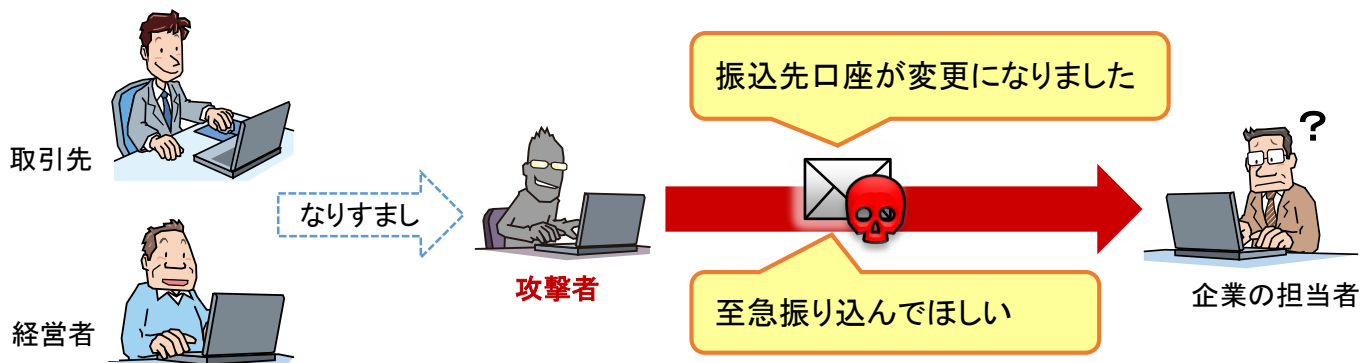 振込先口座が変更になりました
?
取引先
なりすまし
攻撃者
至急振り込んでほしい
企業の担当者
経営者